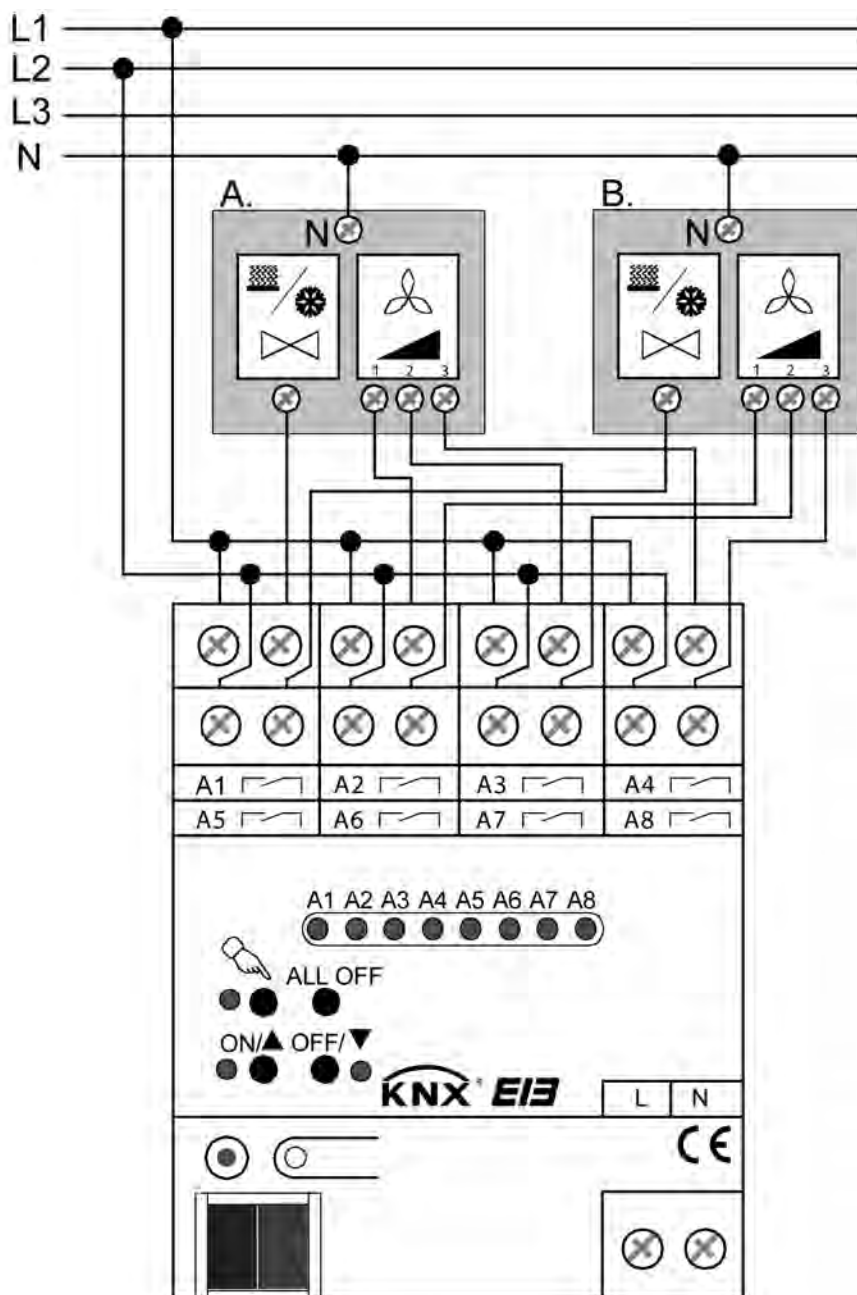 L1
L2
L3
N
A. B.
N N
1 2 3 1 2 3
A1 A2 A3 A4
A5 A6 A7 A8
A1 A2 A3 A4 A5 A6 A7 A8
ALL OFF
ON/▲ OFF/▼
KNX® EIB
L N
CE